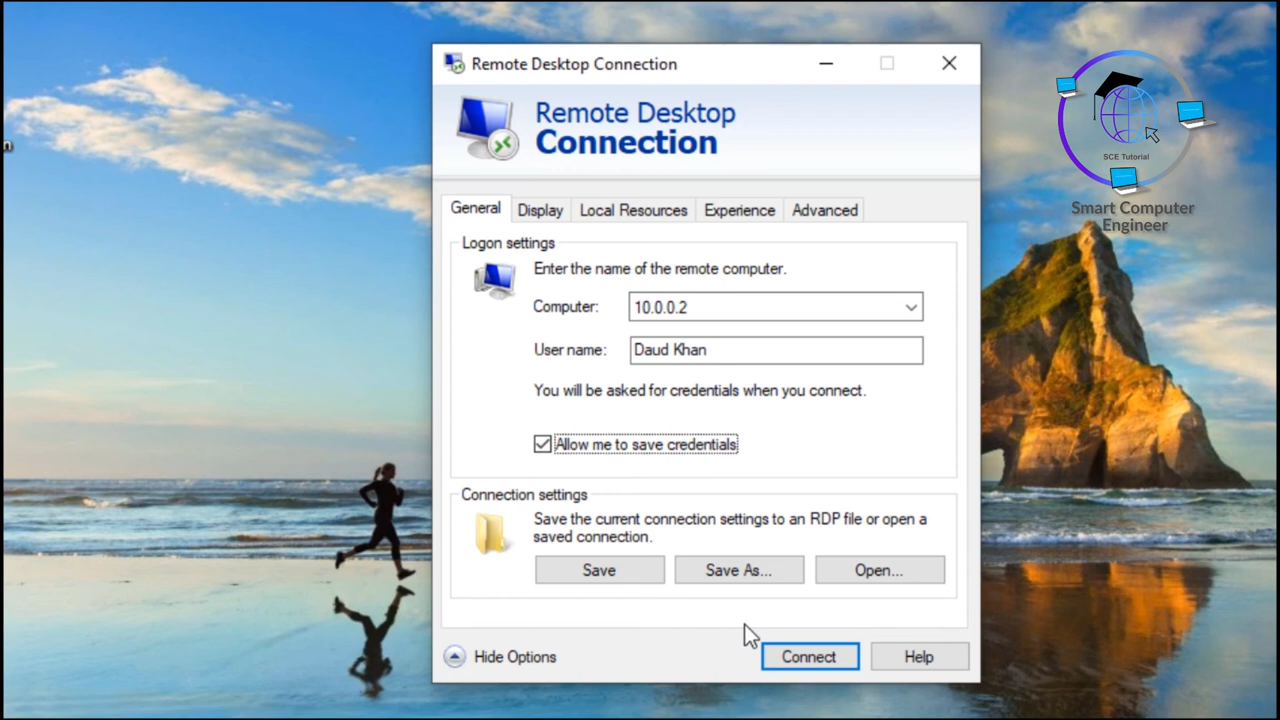 Remote Desktop Connection
Remote Desktop
Connection
General
Display
Local Resources
Experience
Advanced
Logon settings
Enter the name of the remote computer.
Computer:
10.0.0.2
User name:
Daud Khan
You will be asked for credentials when you connect.
Allow me to save credentials
Connection settings
Save the current connection settings to an RDP file or open a
saved connection.
Save
Save As...
Open...
Hide Options
Connect
Help
SCE Tutorial
Smart Computer
Engineer
n